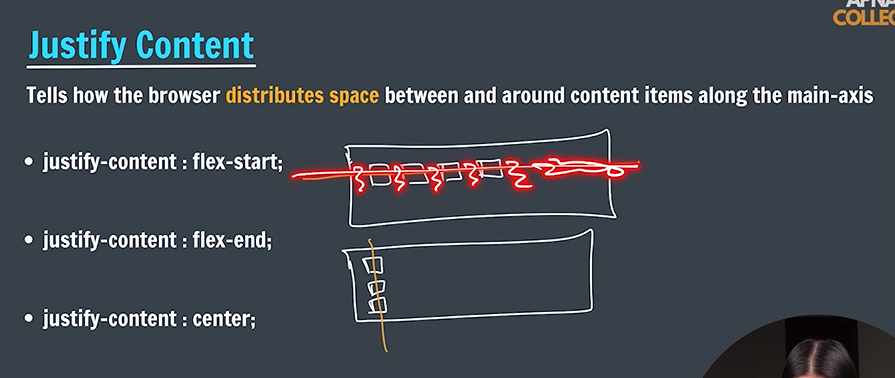 Justify Content
Tells how the browser distributes space between and around content items along the main-axis
• justify-content : flex-start;
• justify-content : flex-end;
• justify-content : center;